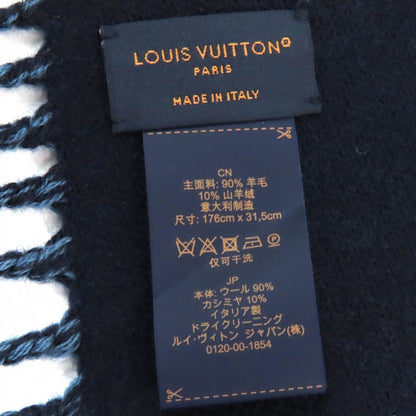 LOUIS VUITTON®
PARIS
MADE IN ITALY
CN
主面料: 90% 羊毛
10% 山羊绒
意大利制造
尺寸: 176cm x 31,5cm
仅可干洗
JP
本体: ウール 90%
カシミヤ 10%
イタリア製
ドライクリーニング
ルイ・ヴィトン ジャパン(株)
0120-00-1854